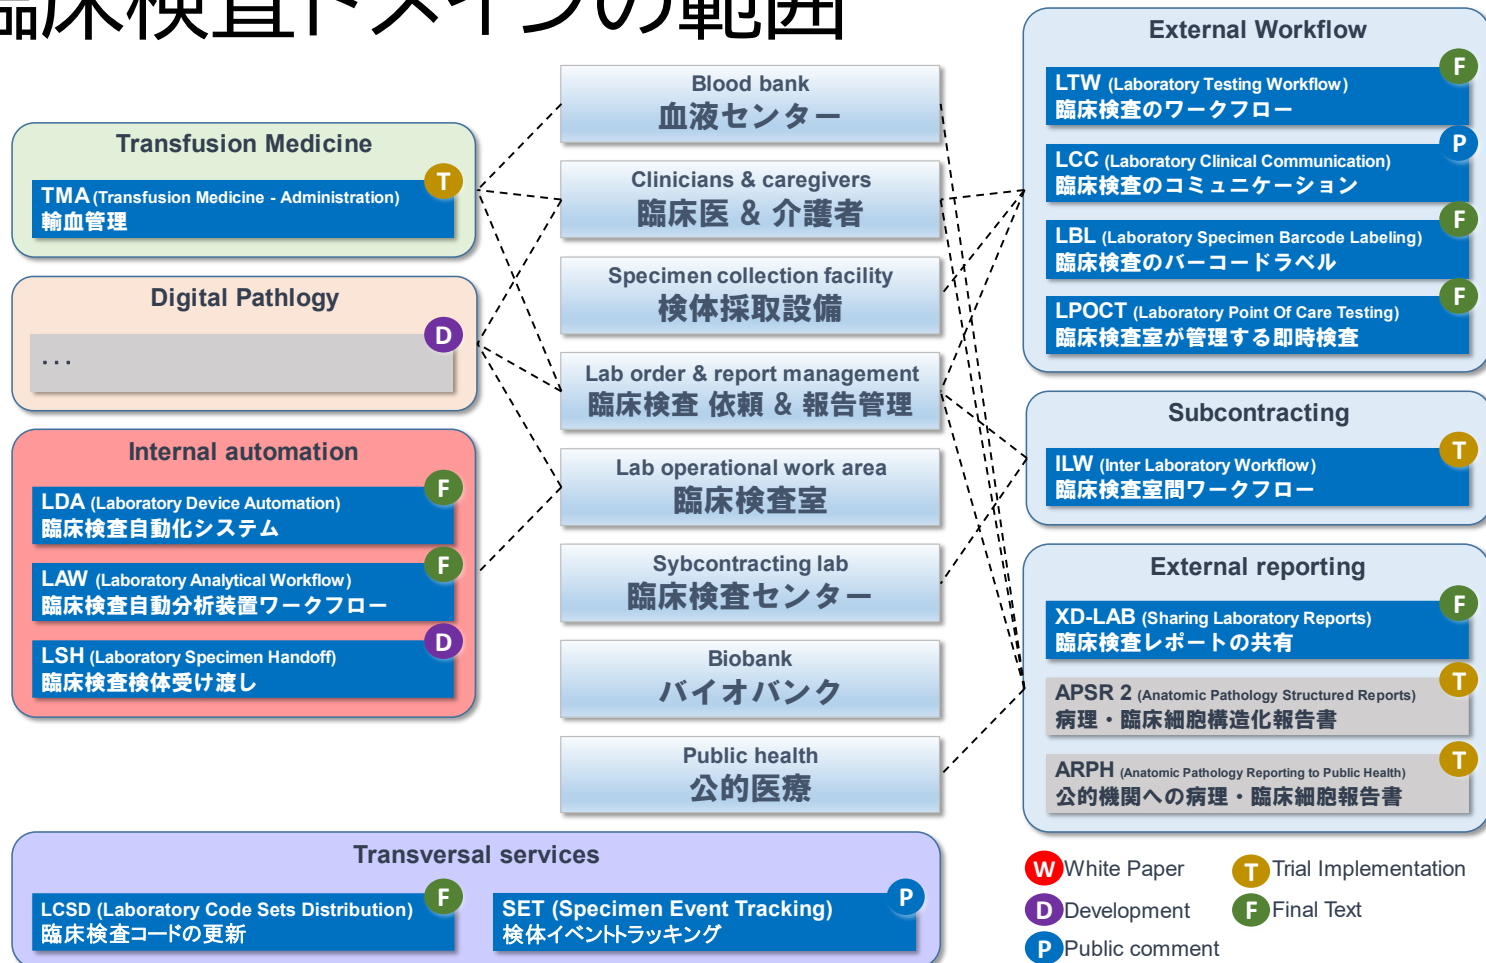 臨床検査ドメインの範囲
Transfusion Medicine
TMA (Transfusion Medicine - Administration)
輸血管理
T
Digital Pathlogy
...
D
Internal automation
LDA (Laboratory Device Automation)
臨床検査自動化システム
F
LAW (Laboratory Analytical Workflow)
臨床検査自動分析装置ワークフロー
F
LSH (Laboratory Specimen Handoff)
臨床検査検体受け渡し
D
Blood bank
血液センター
Clinicians & caregivers
臨床医 & 介護者
Specimen collection facility
検体採取設備
Lab order & report management
臨床検査 依頼 & 報告管理
Lab operational work area
臨床検査室
Sybcontracting lab
臨床検査センター
Biobank
バイオバンク
Public health
公的医療
External Workflow
LTW (Laboratory Testing Workflow)
臨床検査のワークフロー
F
LCC (Laboratory Clinical Communication)
臨床検査のコミュニケーション
P
LBL (Laboratory Specimen Barcode Labeling)
臨床検査のバーコードラベル
F
LPOCT (Laboratory Point Of Care Testing)
臨床検査室が管理する即時検査
F
Subcontracting
ILW (Inter Laboratory Workflow)
臨床検査室間ワークフロー
T
External reporting
XD-LAB (Sharing Laboratory Reports)
臨床検査レポートの共有
F
APSR 2 (Anatomic Pathology Structured Reports)
病理・臨床細胞構造化報告書
T
ARPH (Anatomic Pathology Reporting to Public Health)
公的機関への病理・臨床細胞報告書
T
Transversal services
LCSD (Laboratory Code Sets Distribution)
臨床検査コードの更新
F
SET (Specimen Event Tracking)
検体イベントトラッキング
P
W White Paper
T Trial Implementation
D Development
F Final Text
P Public comment